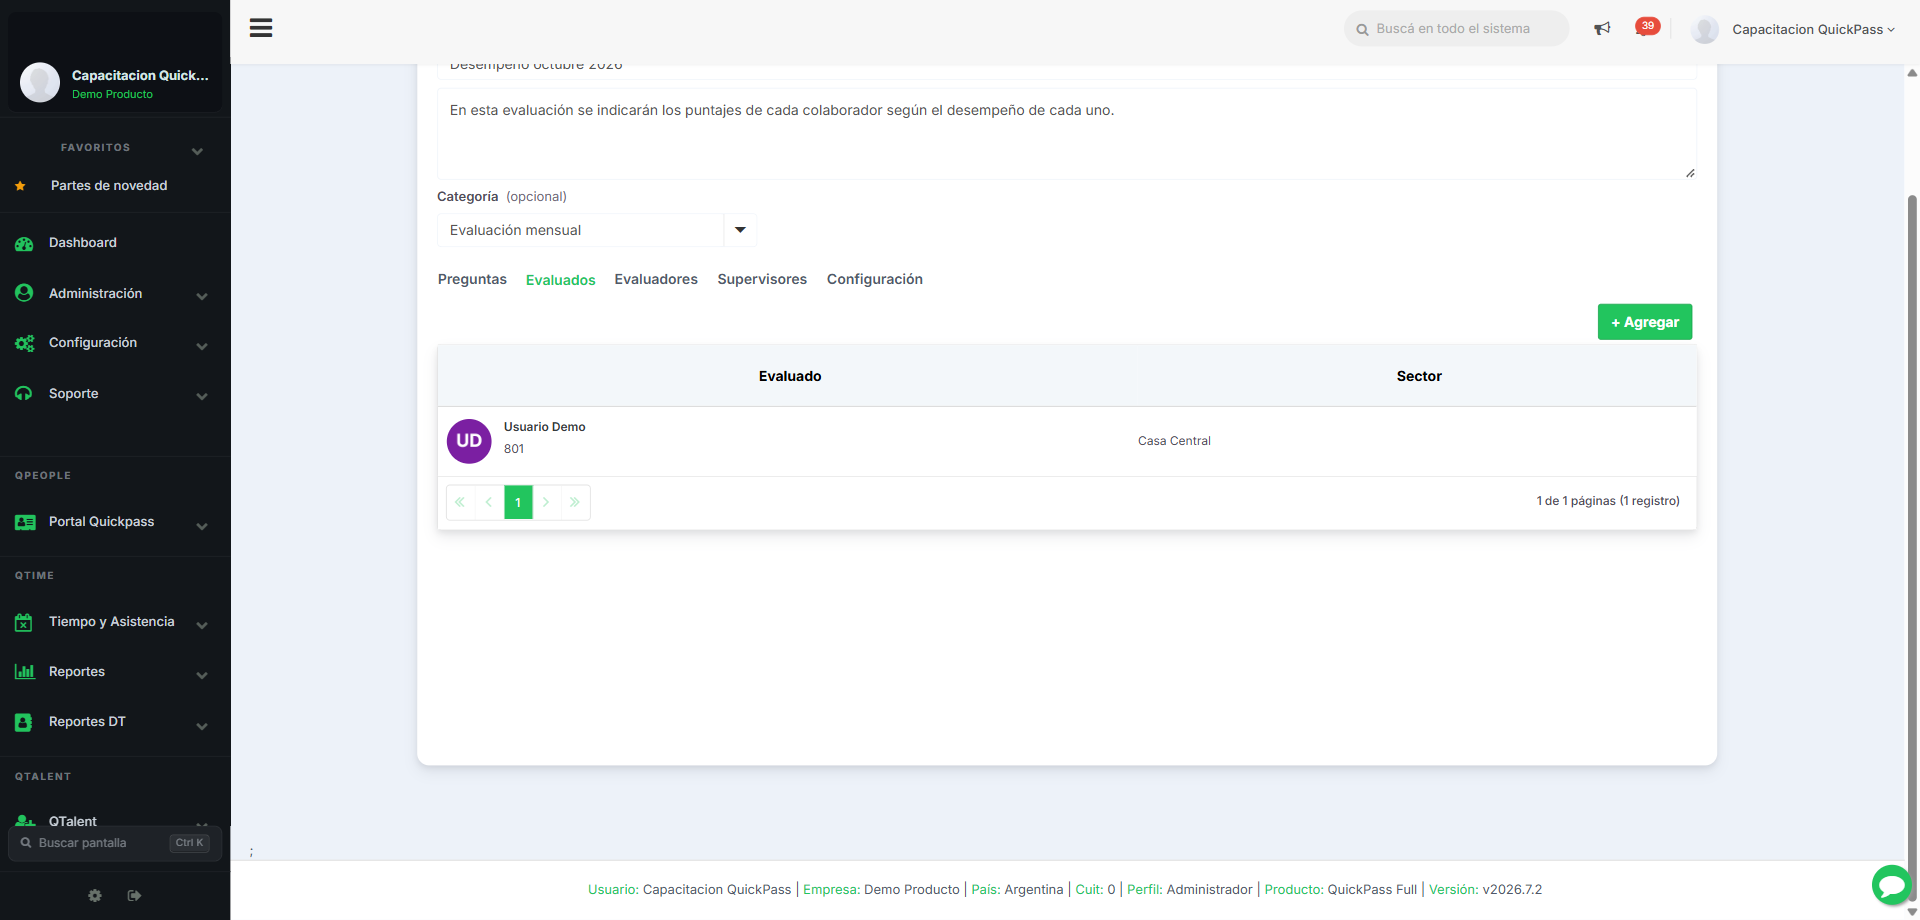 Capacitacion Quick...
Demo Producto
FAVORITOS
Partes de novedad
Dashboard
Administración
Configuración
Soporte
QPEOPLE
Portal Quickpass
QTIME
Tiempo y Asistencia
Reportes
Reportes DT
QTALENT
QTalent
Buscar pantalla
Ctrl K
Buscá en todo el sistema
39
Capacitacion QuickPass
Desempeño octubre 2026
En esta evaluación se indicarán los puntajes de cada colaborador según el desempeño de cada uno.
Categoría (opcional)
Evaluación mensual
Preguntas Evaluados Evaluadores Supervisores Configuración
+ Agregar
Evaluado Sector
UD
Usuario Demo
801
Casa Central
« ‹ 1 › »
1 de 1 páginas (1 registro)
;
Usuario: Capacitacion QuickPass | Empresa: Demo Producto | País: Argentina | Cuit: 0 | Perfil: Administrador | Producto: QuickPass Full | Versión: v2026.7.2